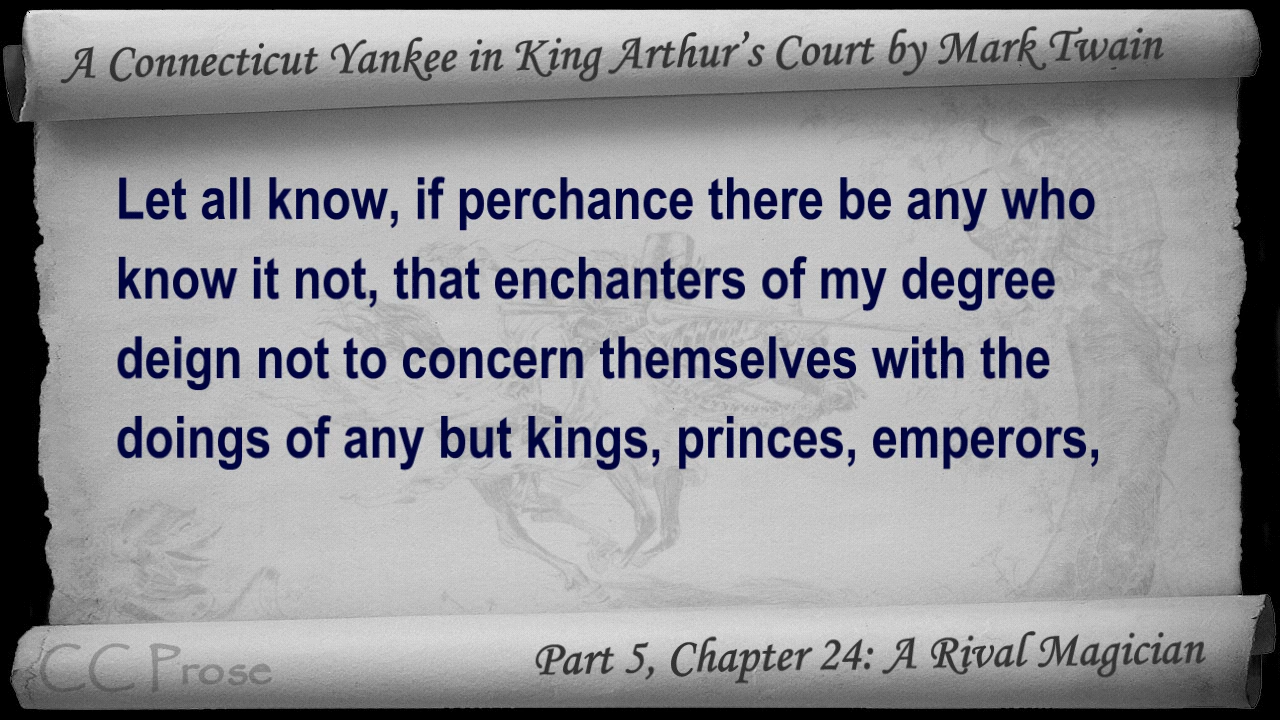 A Connecticut Yankee in King Arthur's Court by Mark Twain
Let all know, if perchance there be any who
know it not, that enchanters of my degree
deign not to concern themselves with the
doings of any but kings, princes, emperors,
CC Prose
Part 5, Chapter 24: A Rival Magician